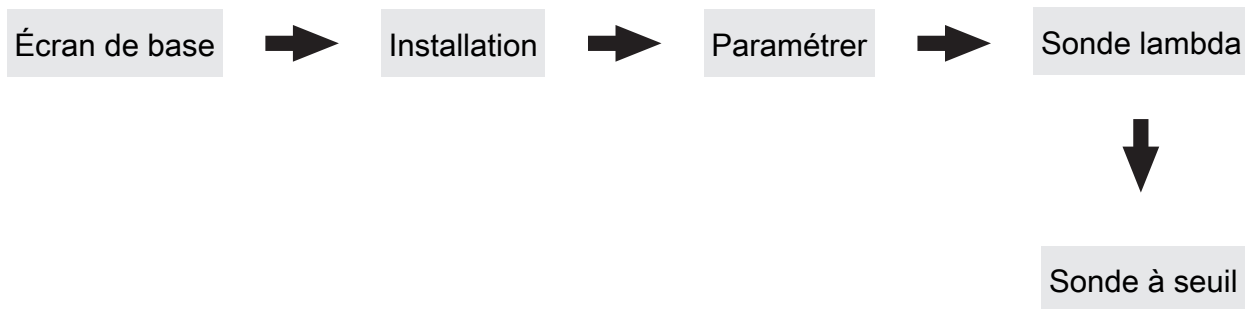 Écran de base
Installation
Paramétrer
Sonde lambda
Sonde à seuil